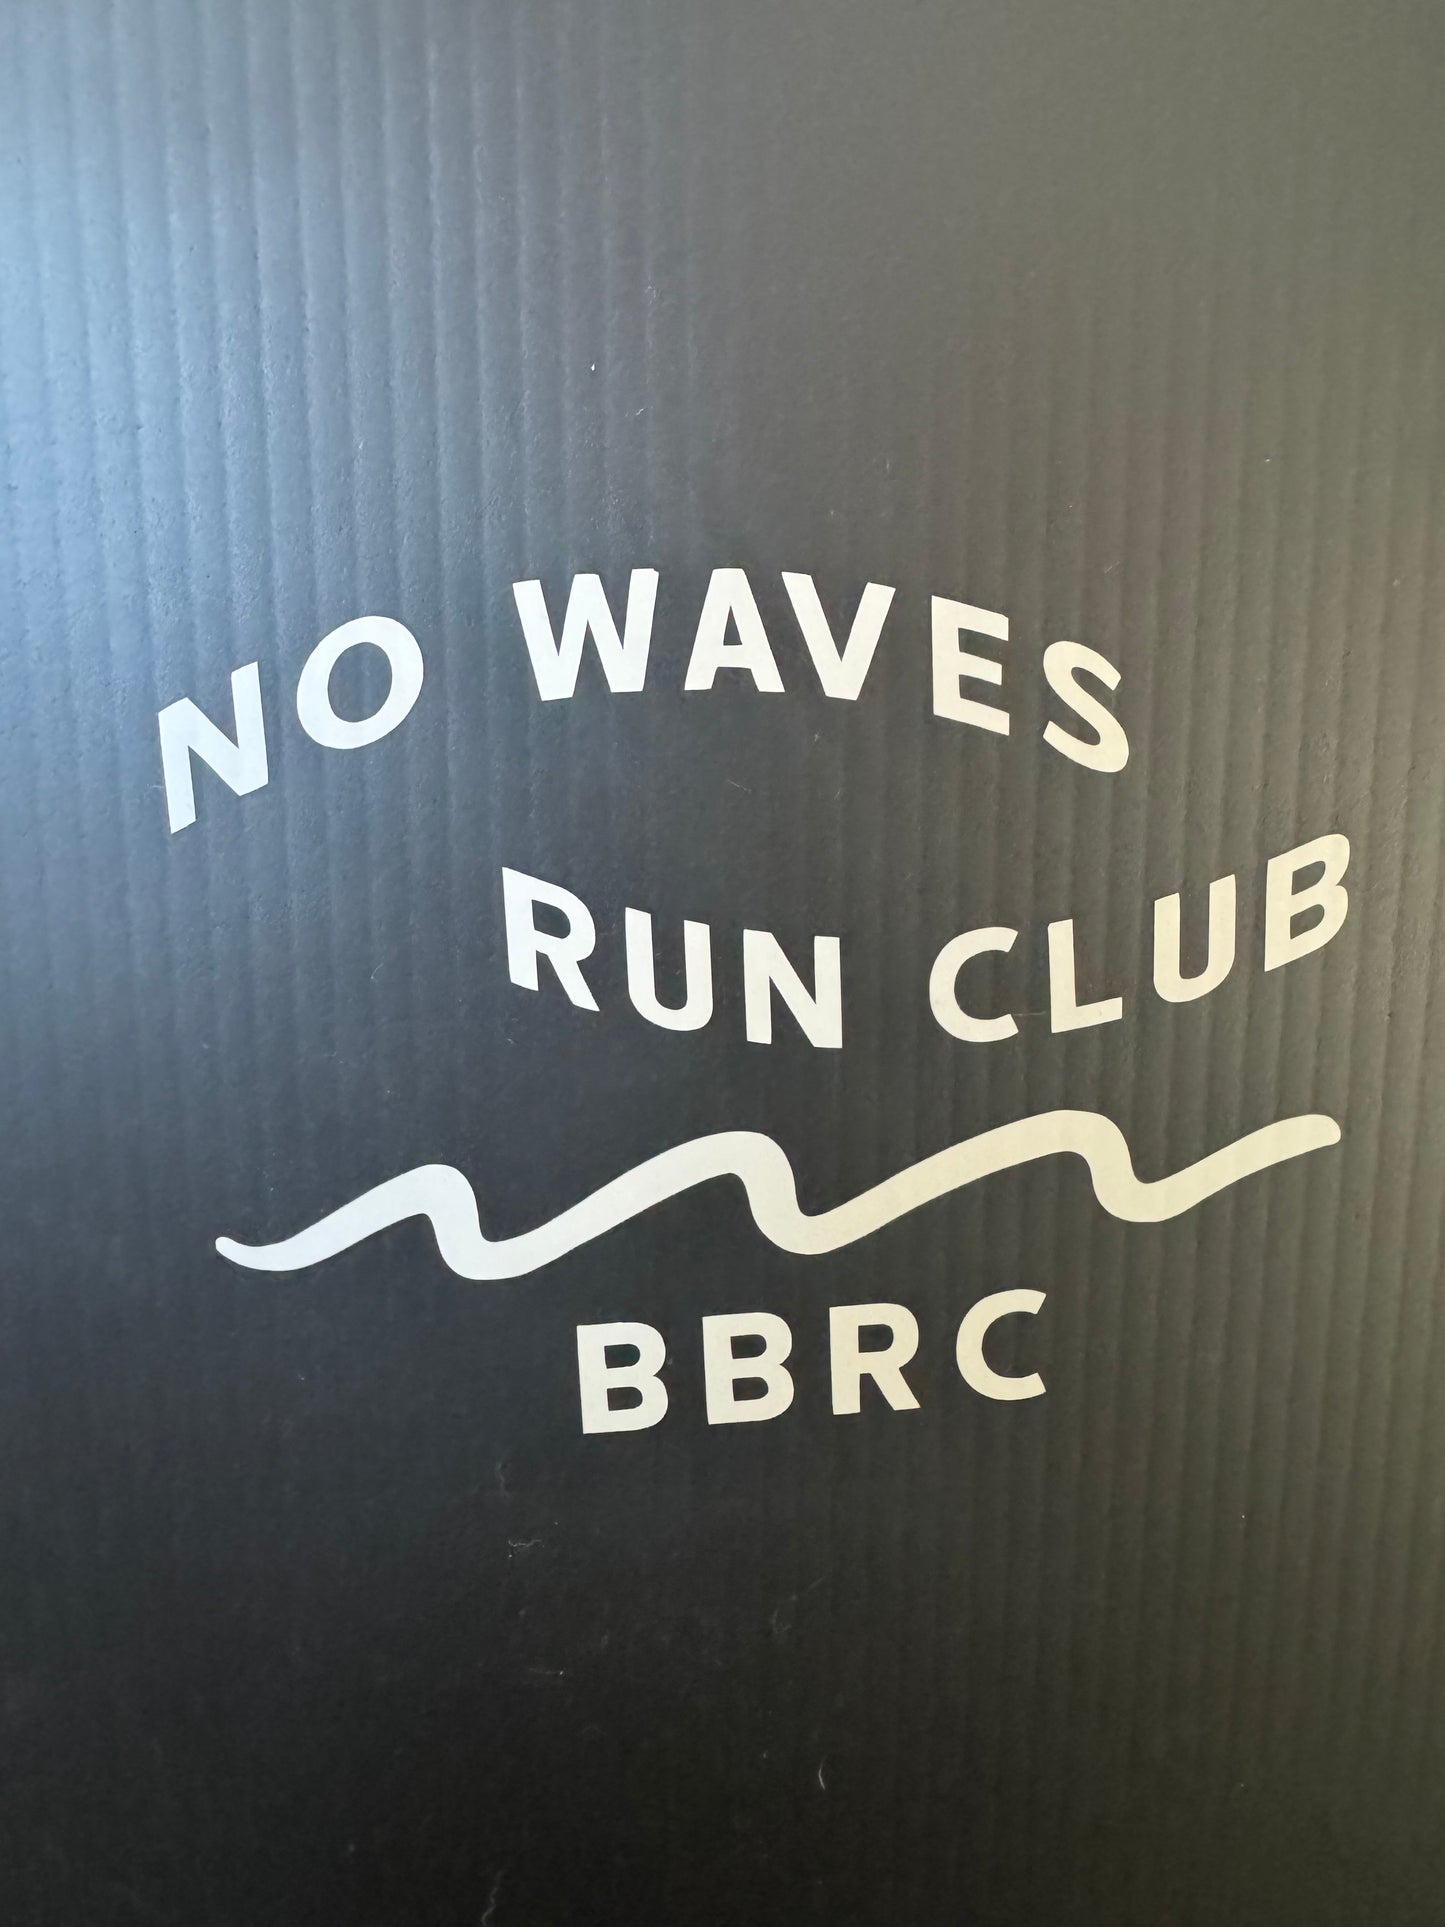 NO WAVES
RUN CLUB
BBRC